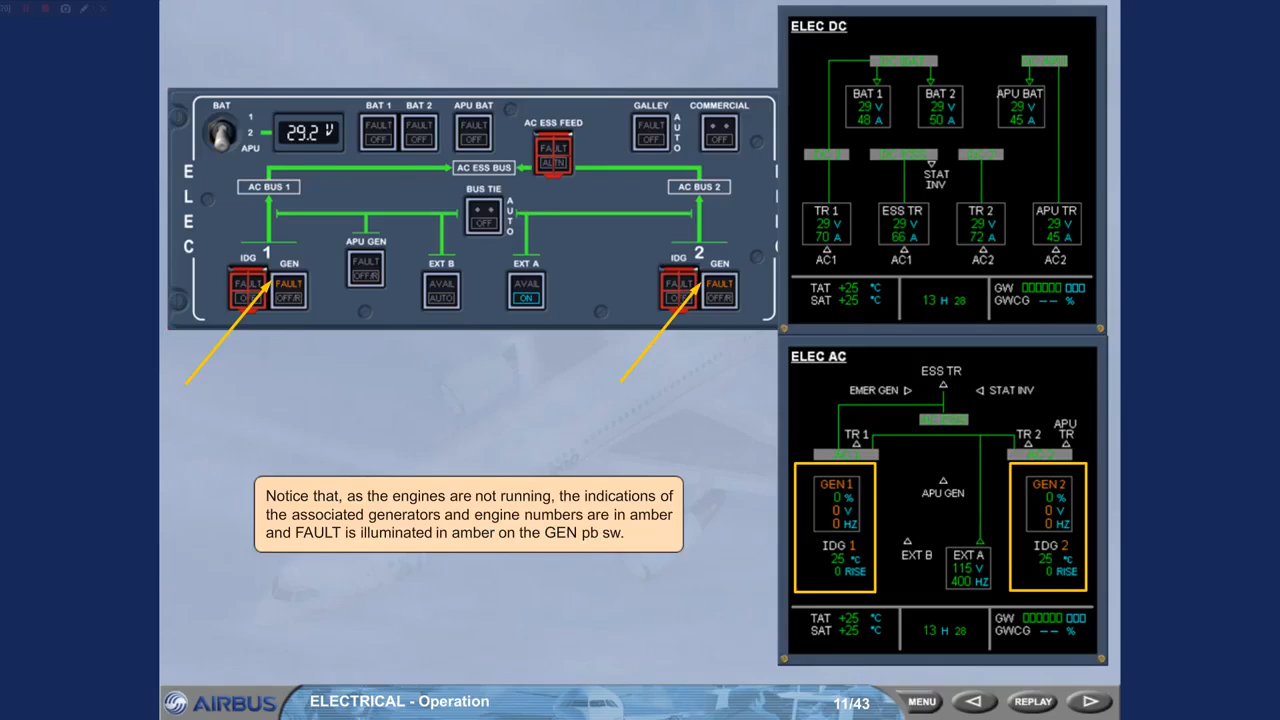 BAT
1
2
APU
29.2 V
BAT 1
FAULT
OFF
BAT 2
FAULT
OFF
APU BAT
FAULT
OFF
AC ESS FEED
FAULT
ALTN
GALLEY
FAULT
OFF
AUTO
COMMERCIAL
ELEC
AC ESS BUS
AC BUS 1
AC BUS 2
BUS TIE
OFF
AUTO
1
IDG
FAULT
OFF
GEN
FAULT
OFF/R
APU GEN
FAULT
OFF/R
EXT B
AVAIL
AUTO
EXT A
AVAIL
ON
2
IDG
FAULT
OFF
GEN
FAULT
OFF/R
Notice that, as the engines are not running, the indications of
the associated generators and engine numbers are in amber
and FAULT is illuminated in amber on the GEN pb sw.
ELEC DC
BAT 1
29 V
48 A
BAT 2
29 V
50 A
APU BAT
29 V
45 A
STAT
INV
TR 1
29 V
70 A
AC1
ESS TR
29 V
66 A
AC1
TR 2
29 V
72 A
AC2
APU TR
29 V
45 A
AC2
TAT +25 °C
SAT +25 °C
13 H 28
GW
GWCG -- %
ELEC AC
ESS TR
EMER GEN
STAT INV
TR 1
TR 2
APU
TR
AC 1
AC 2
GEN 1
0 %
0 V
0 HZ
IDG 1
25 °C
0 RISE
APU GEN
EXT B
EXT A
115 V
400 HZ
GEN 2
0 %
0 V
0 HZ
IDG 2
25 °C
0 RISE
TAT +25 °C
SAT +25 °C
13 H 28
GW
GWCG -- %
AIRBUS
ELECTRICAL - Operation
11/43
MENU
REPLAY